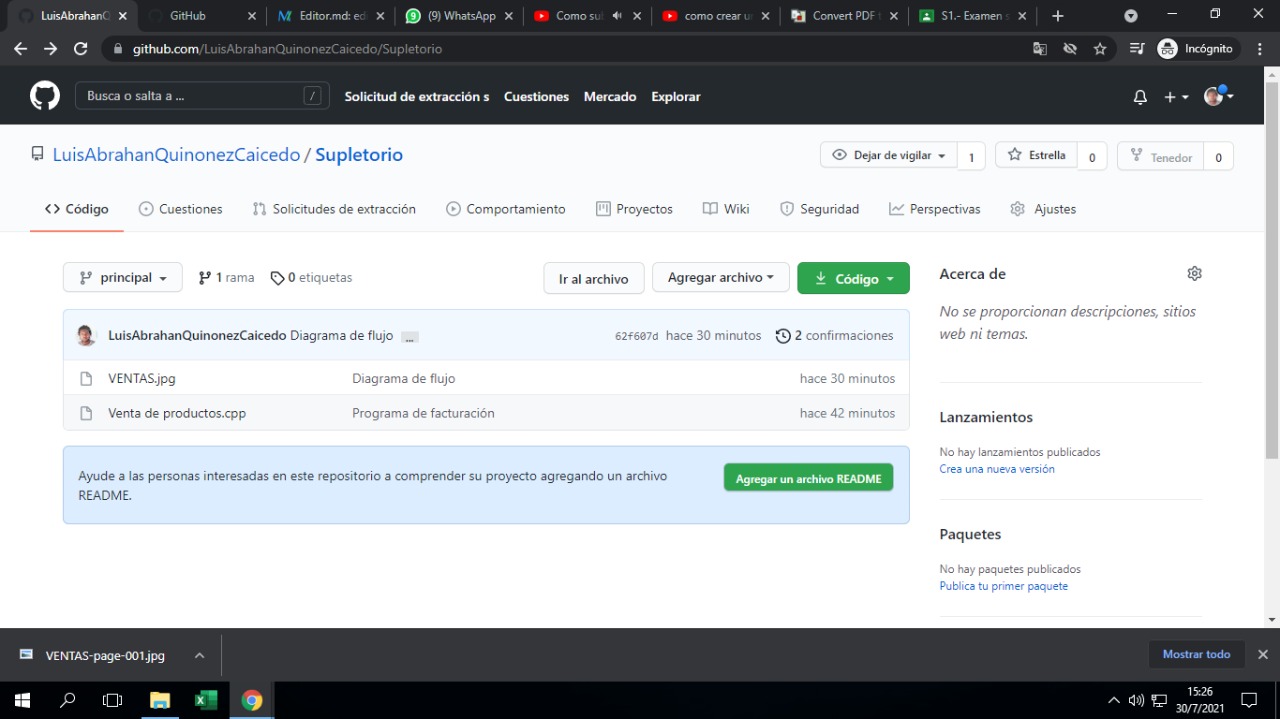 LuisAbrahanQ
GitHub
Editor.md: edi
(9) WhatsApp
Como sul
como crear u
Convert PDF t
S1.- Examen s
github.com/LuisAbrahanQuinonezCaicedo/Supletorio
Incógnito
Busca o salta a ...
/
Solicitud de extracción s
Cuestiones
Mercado
Explorar
LuisAbrahanQuinonezCaicedo / Supletorio
Dejar de vigilar
1
Estrella
0
Tenedor
0
Código
Cuestiones
Solicitudes de extracción
Comportamiento
Proyectos
Wiki
Seguridad
Perspectivas
Ajustes
principal
1 rama
0 etiquetas
Ir al archivo
Agregar archivo
Código
LuisAbrahanQuinonezCaicedo Diagrama de flujo ...
62f607d hace 30 minutos
2 confirmaciones
VENTAS.jpg
Diagrama de flujo
hace 30 minutos
Venta de productos.cpp
Programa de facturación
hace 42 minutos
Ayude a las personas interesadas en este repositorio a comprender su proyecto agregando un archivo
README.
Agregar un archivo README
Acerca de
No se proporcionan descripciones, sitios
web ni temas.
Lanzamientos
No hay lanzamientos publicados
Crea una nueva versión
Paquetes
No hay paquetes publicados
Publica tu primer paquete
VENTAS-page-001.jpg
Mostrar todo
15:26
30/7/2021